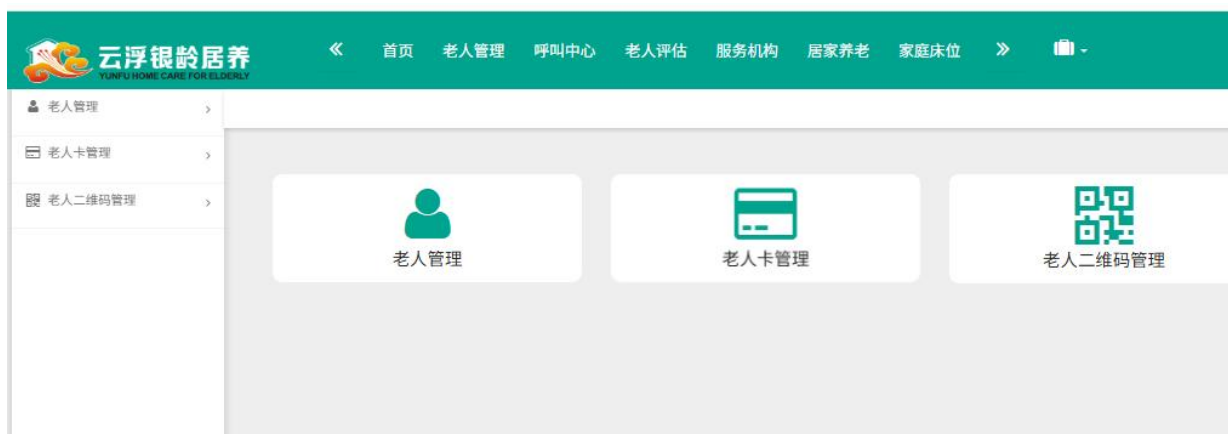 云浮银龄居养
YUNFU HOME CARE FOR ELDERLY
« 首页 老人管理 呼叫中心 老人评估 服务机构 居家养老 家庭床位 »
老人管理
老人卡管理
老人二维码管理
老人管理 老人卡管理 老人二维码管理